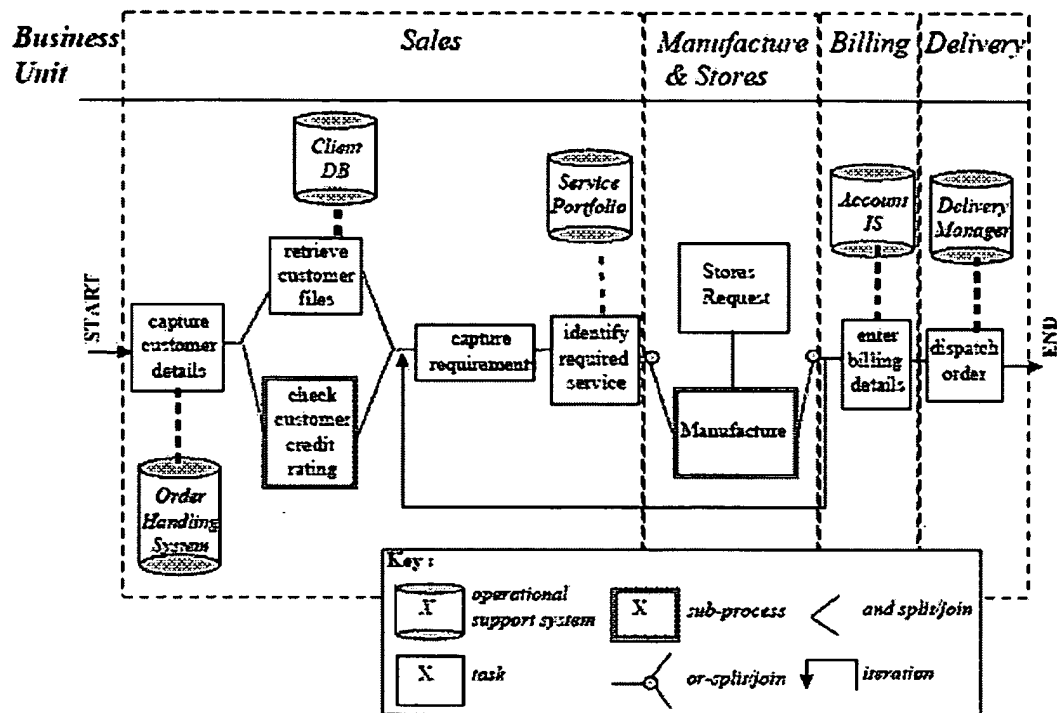 Business
Unit
Sales
Manufacture
& Stores
Billing
Delivery
START
capture
customer
details
Order
Handling
System
Client
DB
retrieve
customer
files
check
customer
credit
rating
capture
requirement
Service
Portfolio
identify
required
service
Stores
Request
Manufacture
Account
IS
enter
billing
details
Delivery
Manager
dispatch
order
END
Key :
X
operational
support system
X
sub-process
and split/join
X
task
or-split/join
iteration